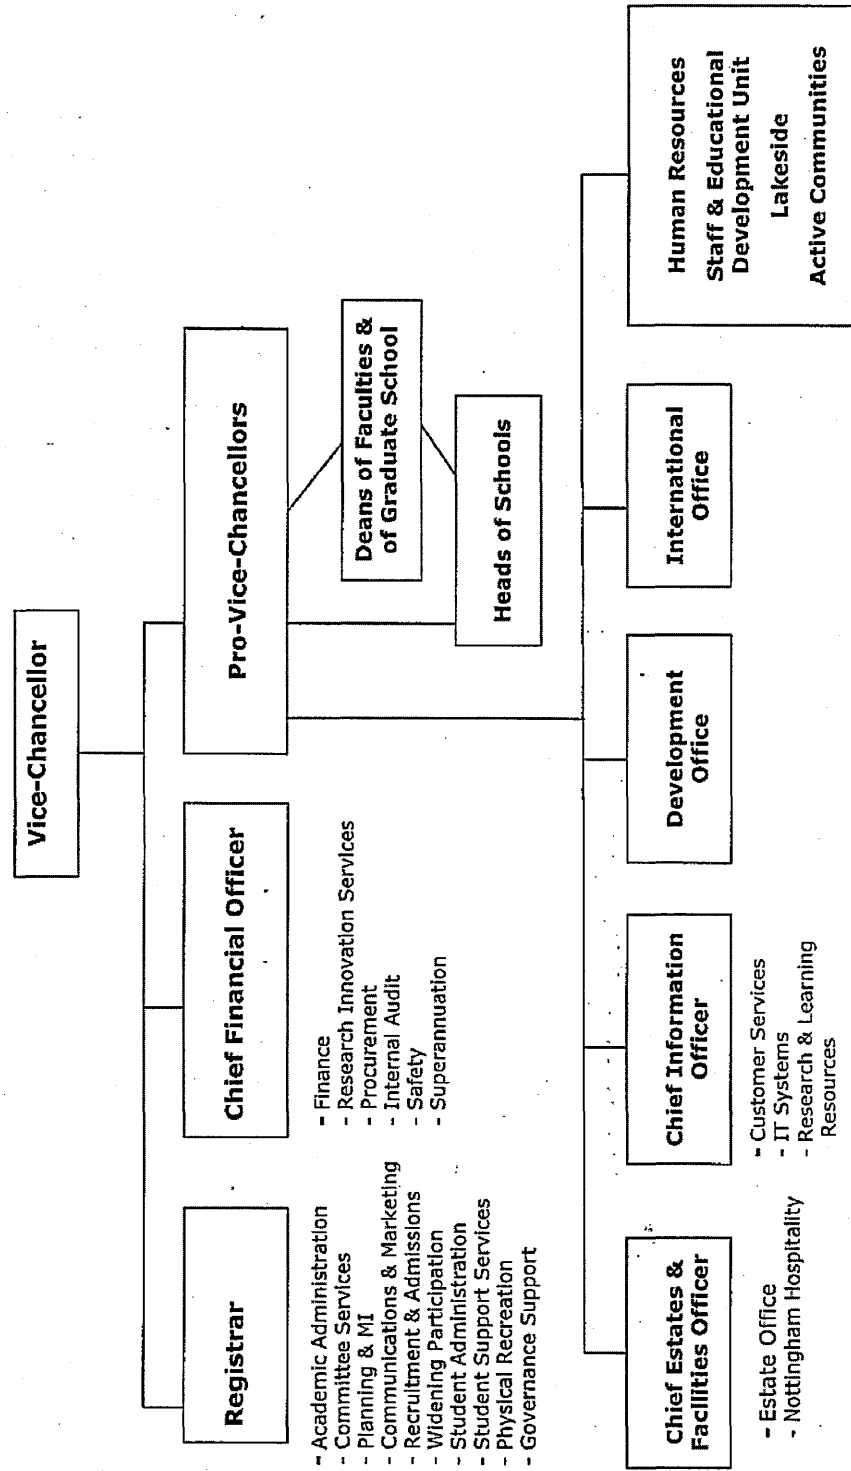 Vice-Chancellor
Registrar
- Academic Administration
- Committee Services
- Planning & MI
- Communications & Marketing
- Recruitment & Admissions
- Widening Participation
- Student Administration
- Student Support Services
- Physical Recreation
- Governance Support
Chief Financial Officer
- Finance
- Research Innovation Services
- Procurement
- Internal Audit
- Safety
- Superannuation
Pro-Vice-Chancellors
Deans of Faculties &
of Graduate School
Heads of Schools
Chief Estates &
Facilities Officer
- Estate Office
- Nottingham Hospitality
Chief Information
Officer
- Customer Services
- IT Systems
- Research & Learning
Resources
Development
Office
International
Office
Human Resources
Staff & Educational
Development Unit
Lakeside
Active Communities